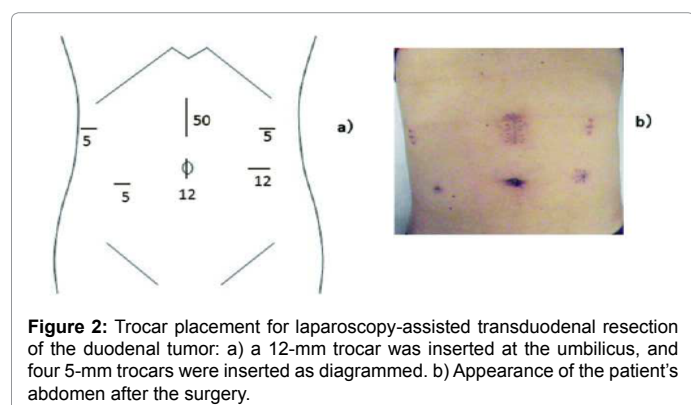 50
a)
b)
5
5
5
12
12
Figure 2: Trocar placement for laparoscopy-assisted transduodenal resection
of the duodenal tumor: a) a 12-mm trocar was inserted at the umbilicus, and
four 5-mm trocars were inserted as diagrammed. b) Appearance of the patient's
abdomen after the surgery.